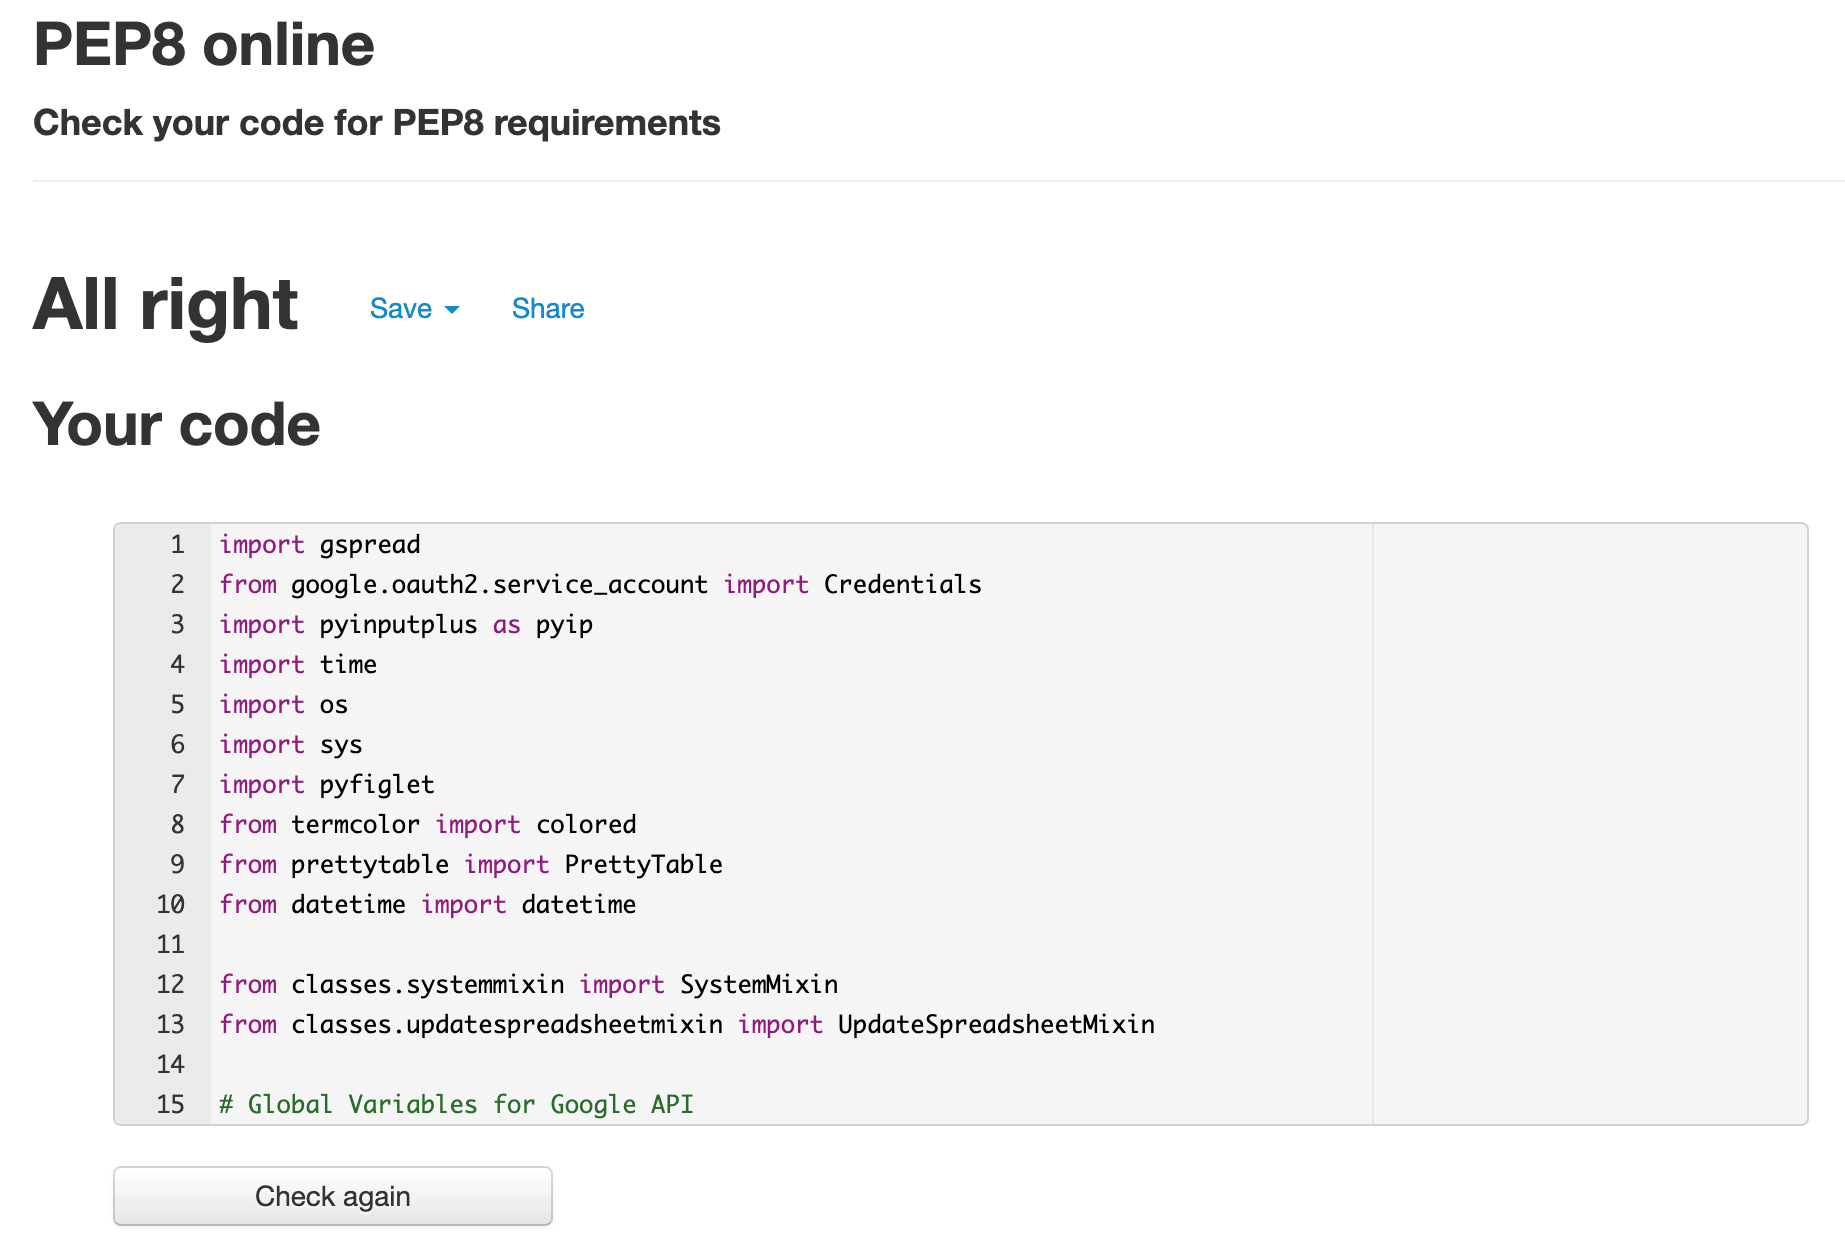 PEP8 online
Check your code for PEP8 requirements
All right Save Share
Your code
1 import gspread
2 from google.oauth2.service_account import Credentials
3 import pyinputplus as pyip
4 import time
5 import os
6 import sys
7 import pyfiglet
8 from termcolor import colored
9 from prettytable import PrettyTable
10 from datetime import datetime
11
12 from classes.systemmixin import SystemMixin
13 from classes.updatespreadsheetmixin import UpdateSpreadsheetMixin
14
15 # Global Variables for Google API
Check again